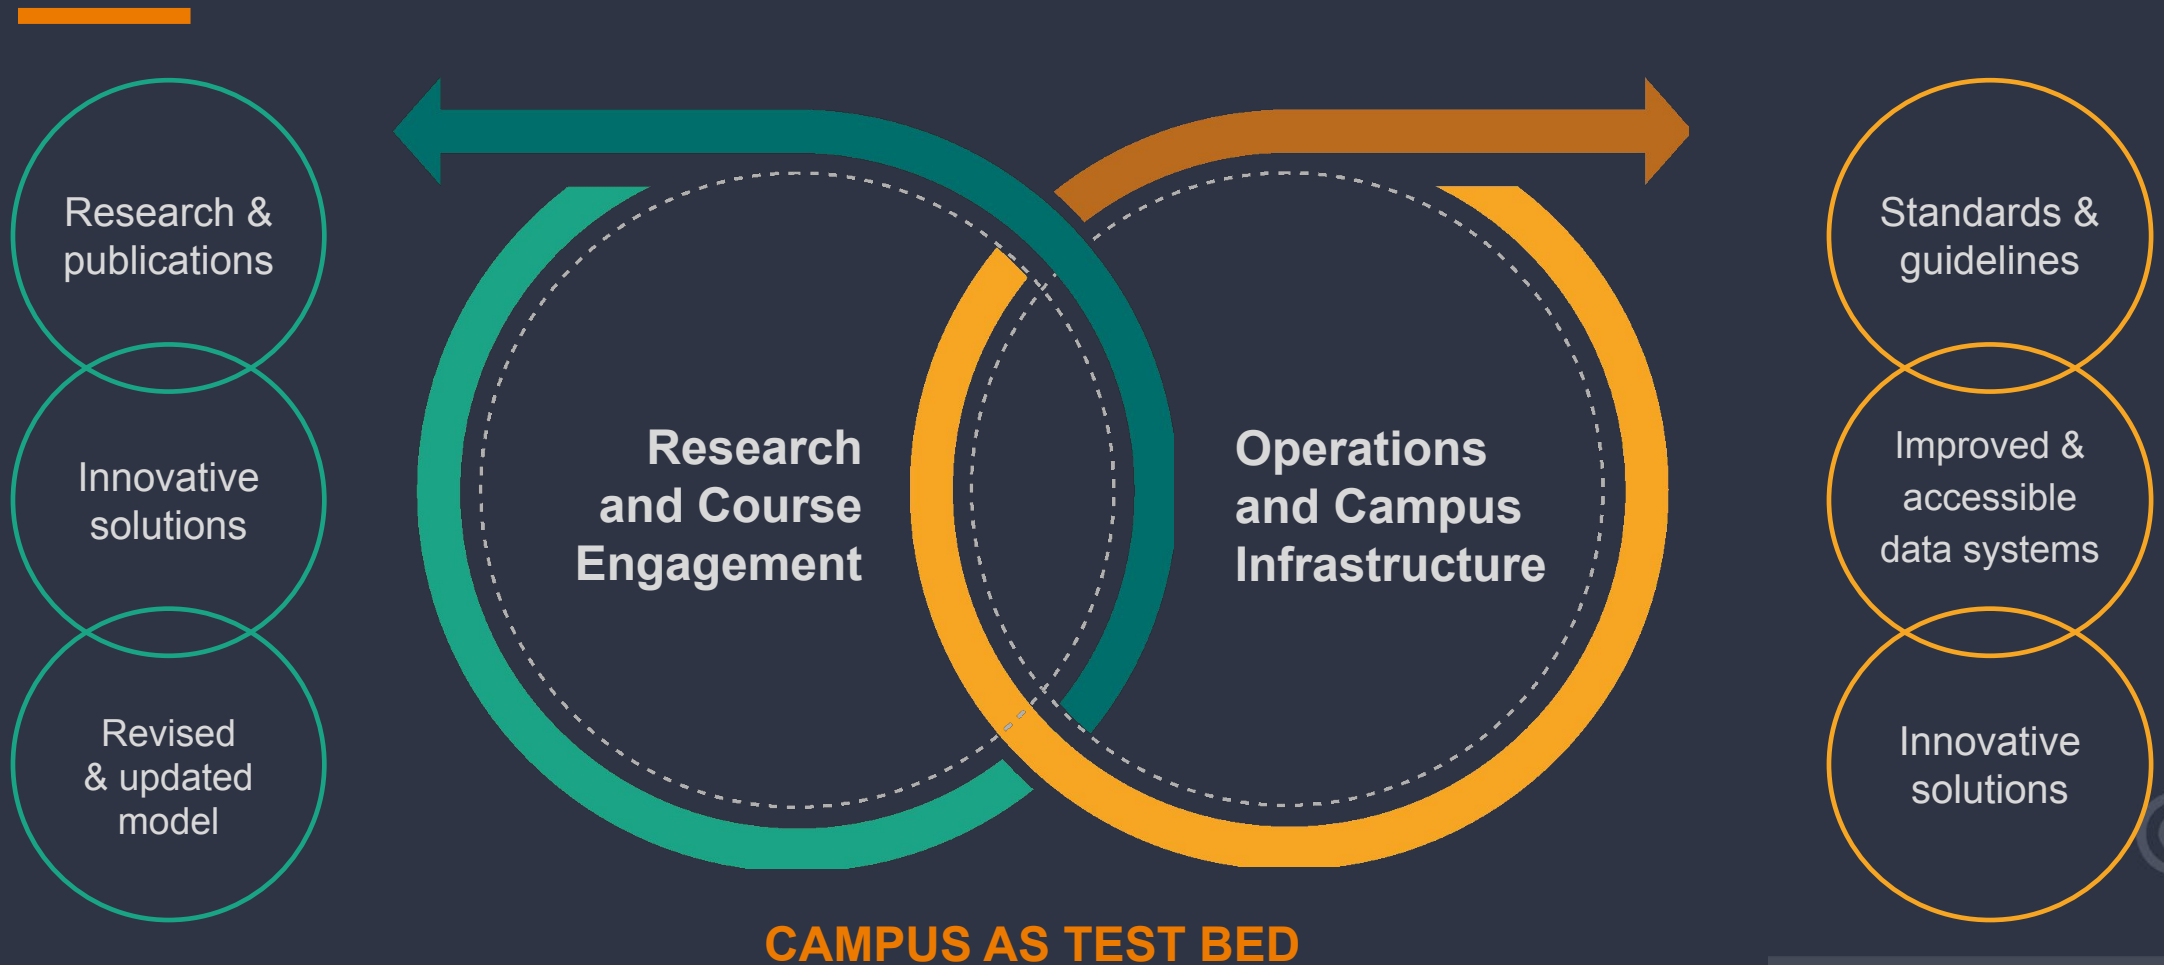 Research &
publications
Innovative
solutions
Revised
& updated
model
Research
and Course
Engagement
Operations
and Campus
Infrastructure
Standards &
guidelines
Improved &
accessible
data systems
Innovative
solutions
CAMPUS AS TEST BED